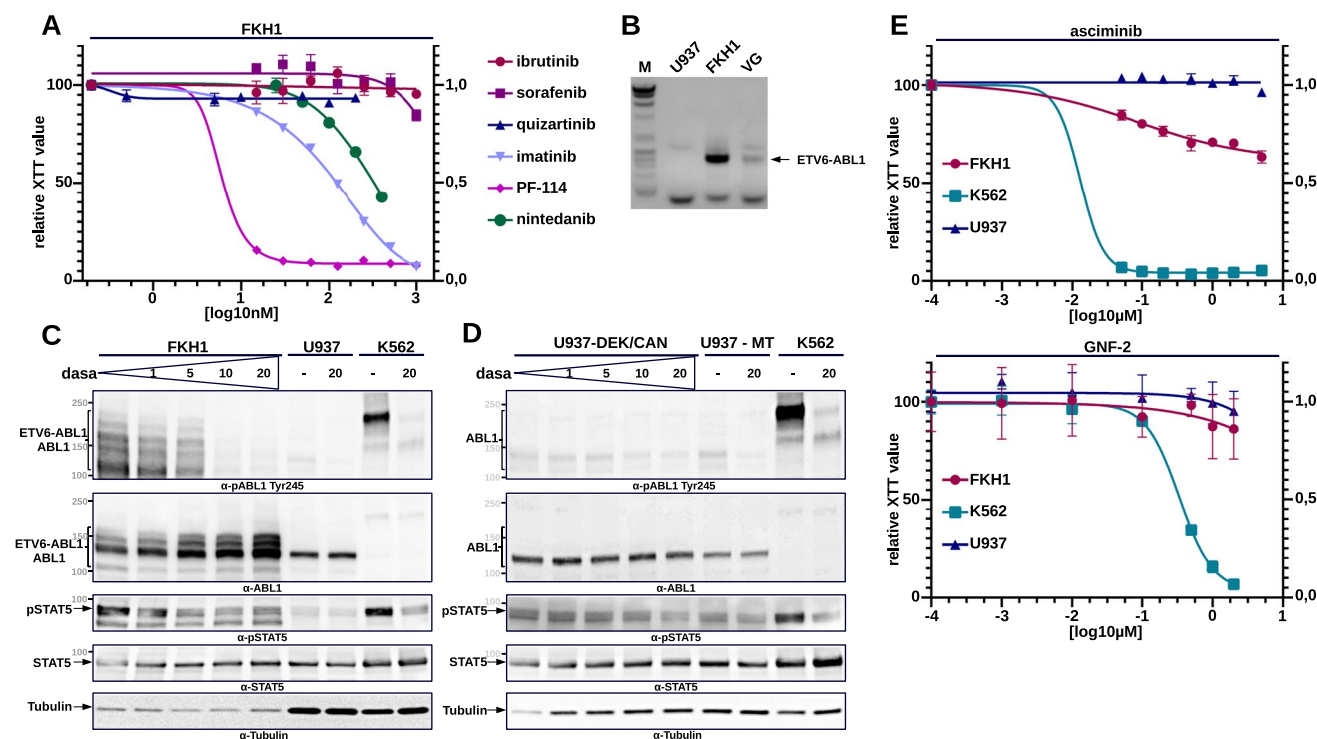 A
FKH1
100
50
0
1,0
0,5
0,0
relative XTT value
0
1
2
3
[log10nM]
ibrutinib
sorafenib
quizartinib
imatinib
PF-114
nintedanib
B
M
U937
FKH1
VG
ETV6-ABL1
C
FKH1
U937
K562
dasa
1
5
10
20
-
20
-
20
250
ETV6-ABL1
ABL1
150
100
α-pABL1 Tyr245
250
150
ETV6-ABL1
ABL1
100
α-ABL1
100
pSTAT5
α-pSTAT5
100
STAT5
α-STAT5
Tubulin
α-Tubulin
D
U937-DEK/CAN
U937 - MT
K562
dasa
1
5
10
20
-
20
-
20
250
ABL1
150
100
α-pABL1 Tyr245
250
ABL1
150
100
α-ABL1
100
pSTAT5
α-pSTAT5
100
STAT5
α-STAT5
Tubulin
α-Tubulin
E
asciminib
100
50
0
1,0
0,5
0,0
relative XTT value
FKH1
K562
U937
-4
-3
-2
-1
0
1
[log10µM]
GNF-2
100
50
0
1,0
0,5
0,0
relative XTT value
FKH1
K562
U937
-4
-3
-2
-1
0
1
[log10µM]